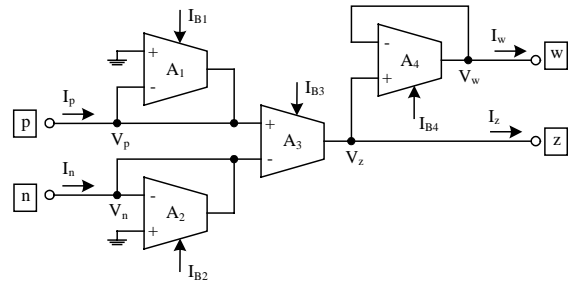 I_B1
+
-
A_1
-
+
A_4
I_w
w
V_w
I_p
p
V_p
I_B3
+
-
A_3
I_B4
I_z
z
V_z
I_n
n
V_n
-
+
A_2
I_B2